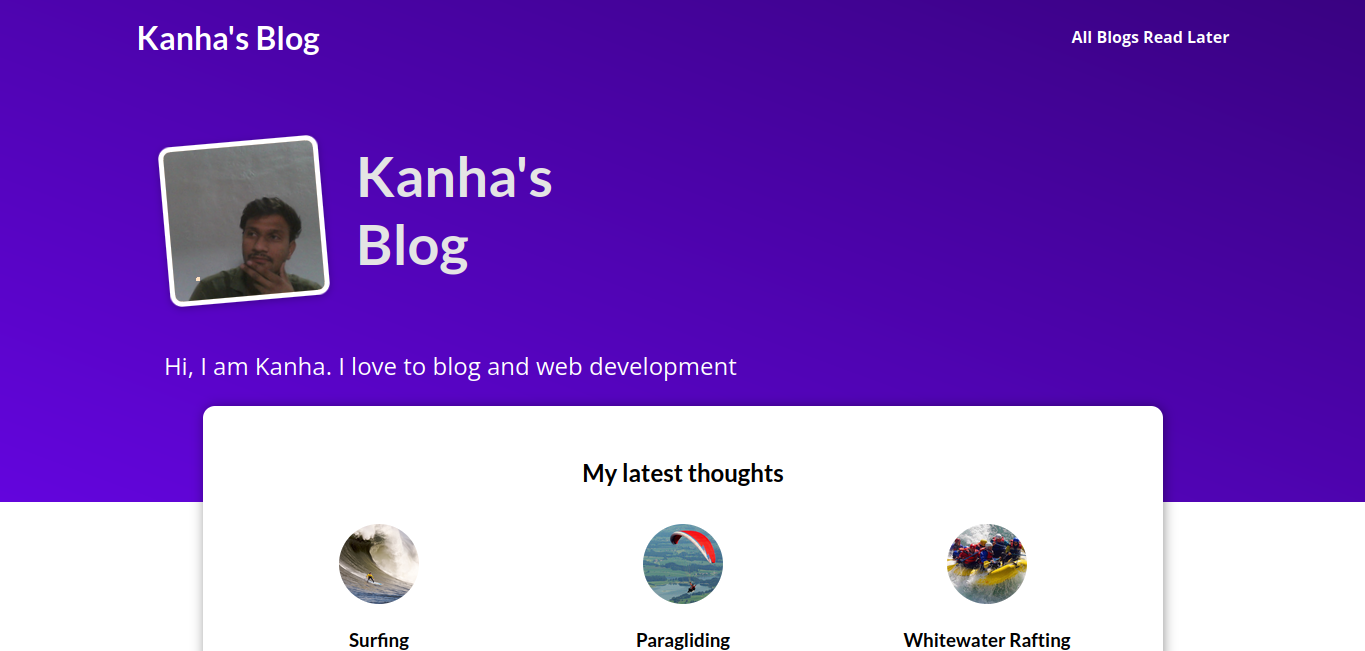 Kanha's Blog
All Blogs Read Later
Kanha's
Blog
Hi, I am Kanha. I love to blog and web development
My latest thoughts
Surfing
Paragliding
Whitewater Rafting